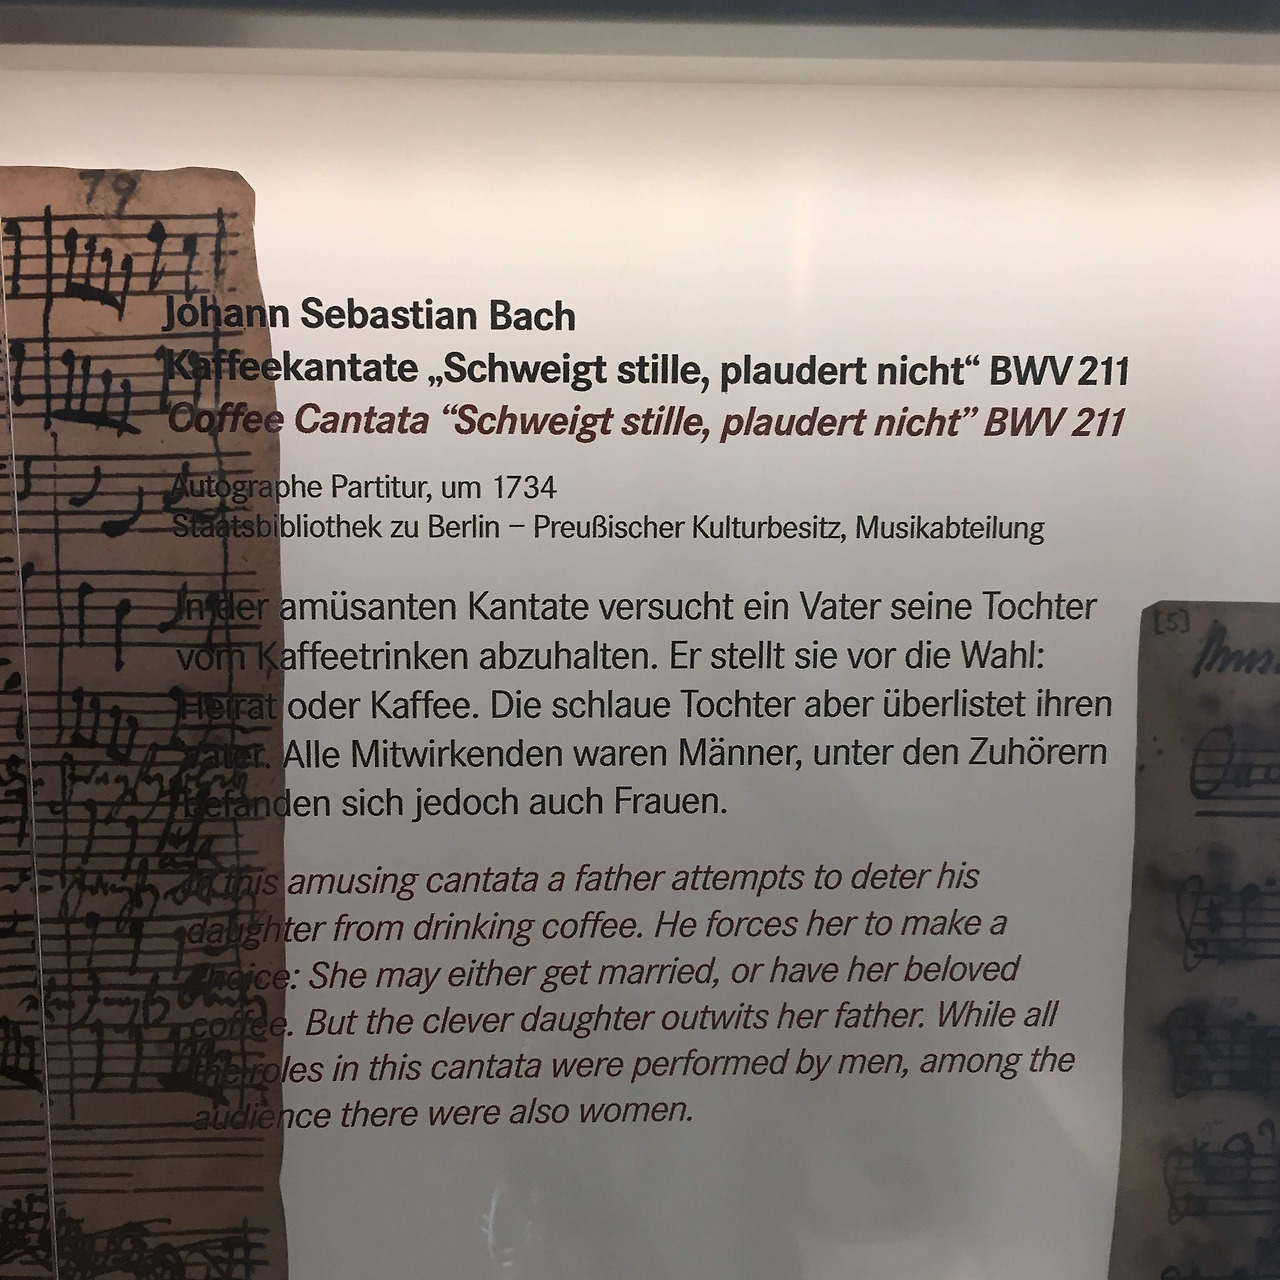 79
Johann Sebastian Bach
Kaffeekantate „Schweigt stille, plaudert nicht“ BWV 211
Coffee Cantata “Schweigt stille, plaudert nicht” BWV 211
Autographe Partitur, um 1734
Staatsbibliothek zu Berlin – Preußischer Kulturbesitz, Musikabteilung
In der amüsanten Kantate versucht ein Vater seine Tochter
vom Kaffeetrinken abzuhalten. Er stellt sie vor die Wahl:
Heirat oder Kaffee. Die schlaue Tochter aber überlistet ihren
Vater. Alle Mitwirkenden waren Männer, unter den Zuhörern
befanden sich jedoch auch Frauen.
In this amusing cantata a father attempts to deter his
daughter from drinking coffee. He forces her to make a
choice: She may either get married, or have her beloved
coffee. But the clever daughter outwits her father. While all
the roles in this cantata were performed by men, among the
audience there were also women.
[5]